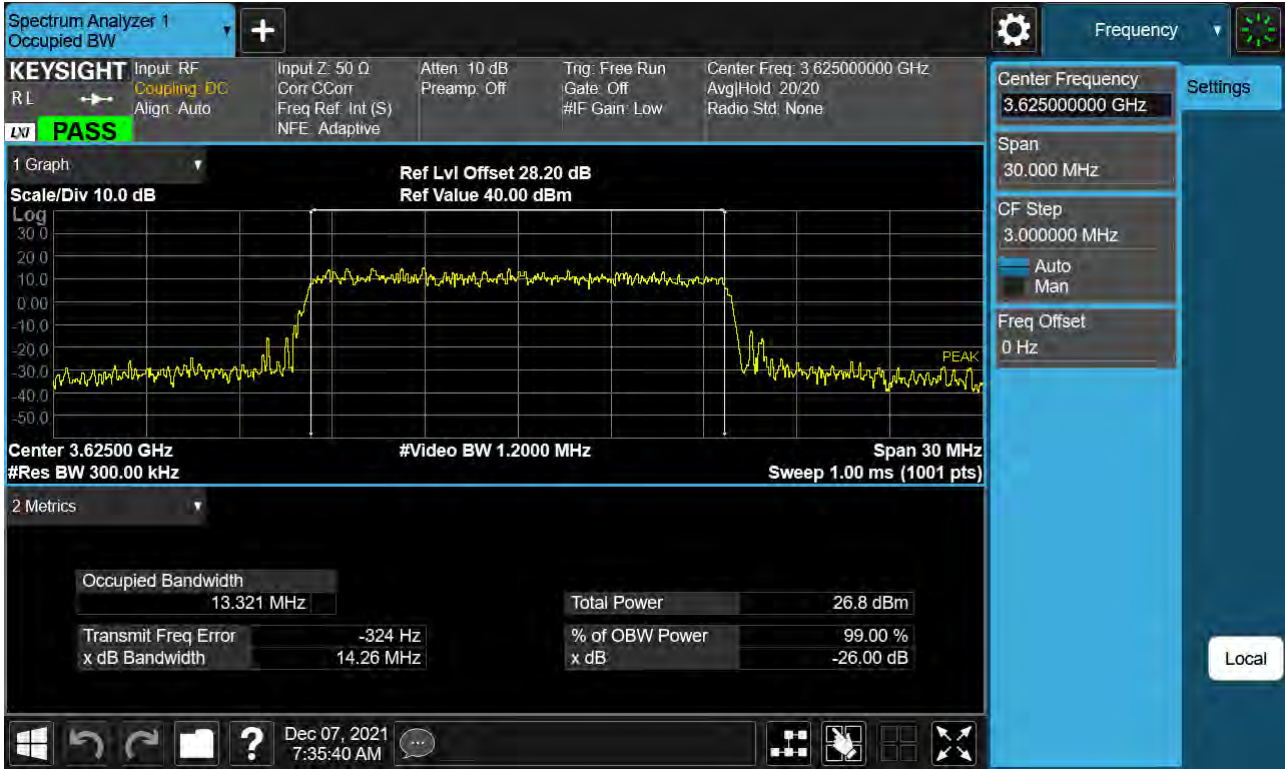 Spectrum Analyzer 1
Occupied BW
Frequency
KEYSIGHT
R L
LXI
PASS
Input: RF
Coupling: DC
Align: Auto
Input Z: 50 Ω
Corr CCorr
Freq Ref: Int (S)
NFE: Adaptive
Atten: 10 dB
Preamp: Off
Trig: Free Run
Gate: Off
#IF Gain: Low
Center Freq: 3.625000000 GHz
Avg|Hold: 20/20
Radio Std: None
1 Graph
Scale/Div 10.0 dB
Ref Lvl Offset 28.20 dB
Ref Value 40.00 dBm
Log
30.0
20.0
10.0
0.00
-10.0
-20.0
-30.0
-40.0
-50.0
PEAK
Center 3.62500 GHz
#Video BW 1.2000 MHz
Span 30 MHz
#Res BW 300.00 kHz
Sweep 1.00 ms (1001 pts)
2 Metrics
Occupied Bandwidth
13.321 MHz
Transmit Freq Error -324 Hz
x dB Bandwidth 14.26 MHz
Total Power 26.8 dBm
% of OBW Power 99.00 %
x dB -26.00 dB
Center Frequency
3.625000000 GHz
Settings
Span
30.000 MHz
CF Step
3.000000 MHz
Auto
Man
Freq Offset
0 Hz
Local
?
Dec 07, 2021
7:35:40 AM